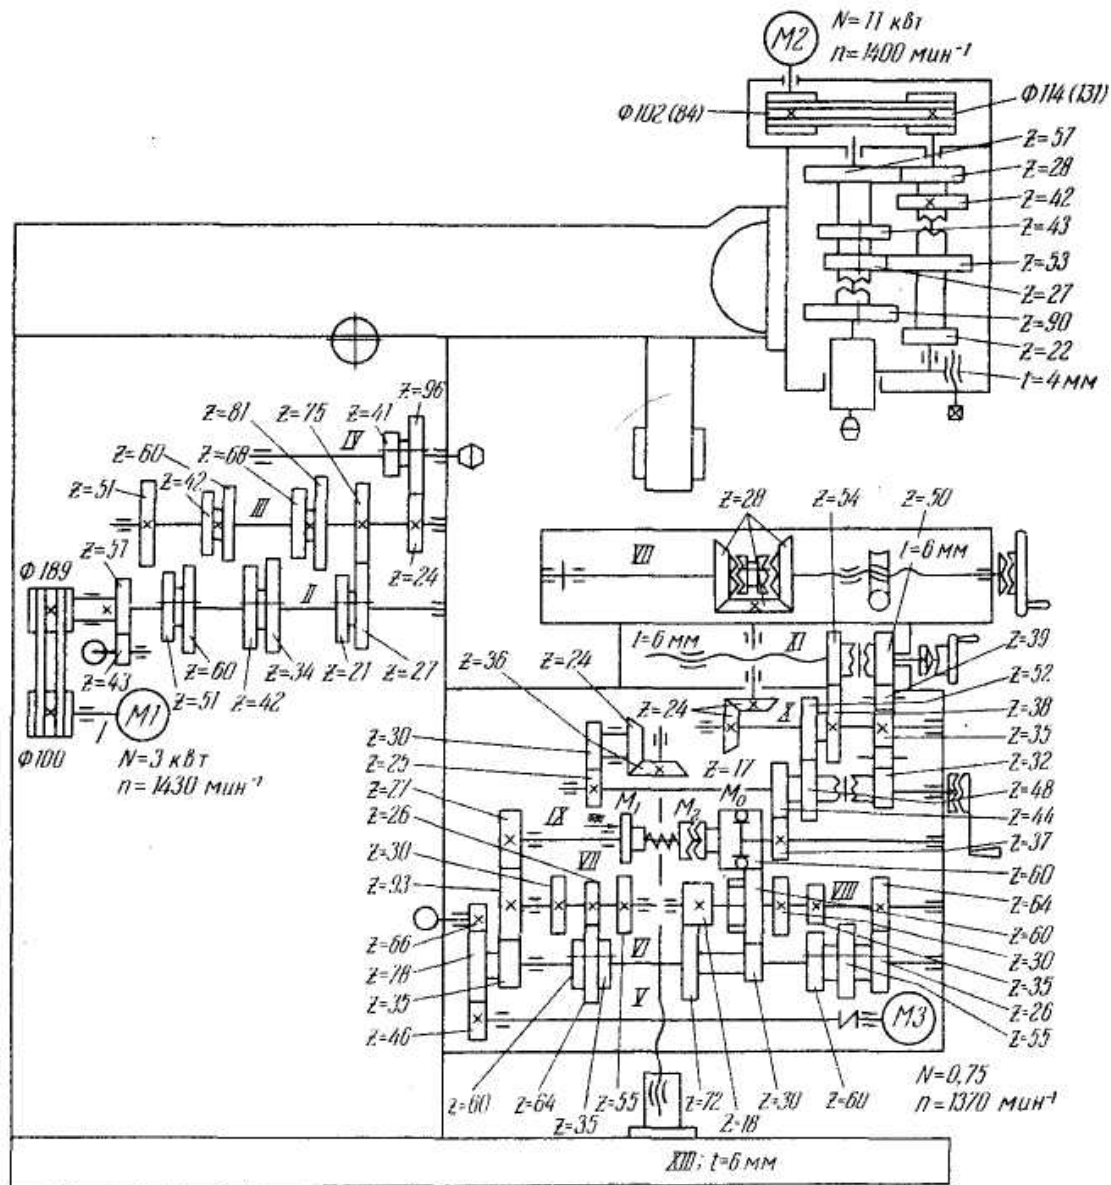 M2
N=11 квт
n=1400 мин⁻¹
Ф102(84)
Ф114(131)
z=57
z=28
z=42
z=43
z=53
z=27
z=90
z=22
t=4 мм
z=96
z=41
z=81
z=75
IV
z=60
z=68
z=42
z=51
III
z=57
Ф189
II
z=24
z=43
z=60
z=34
z=21
z=27
z=51
z=42
M1
Ф100
N=3 квт
n=1430 мин⁻¹
z=28
z=54
z=50
t=6 мм
VII
z=39
z=52
t=6 мм
XI
z=24
z=36
z=24
X
z=38
z=35
z=30
z=32
z=25
z=17
z=48
z=27
M₁
M₂
M₀
z=44
z=26
IX
z=37
z=30
VII
z=60
z=93
VIII
z=64
z=66
z=60
z=78
VI
z=30
z=35
z=35
V
z=26
z=46
M3
z=55
N=0,75
n=1370 мин⁻¹
z=60
z=64
z=55
z=72
z=30
z=60
z=35
z=18
XIII; t=6 мм